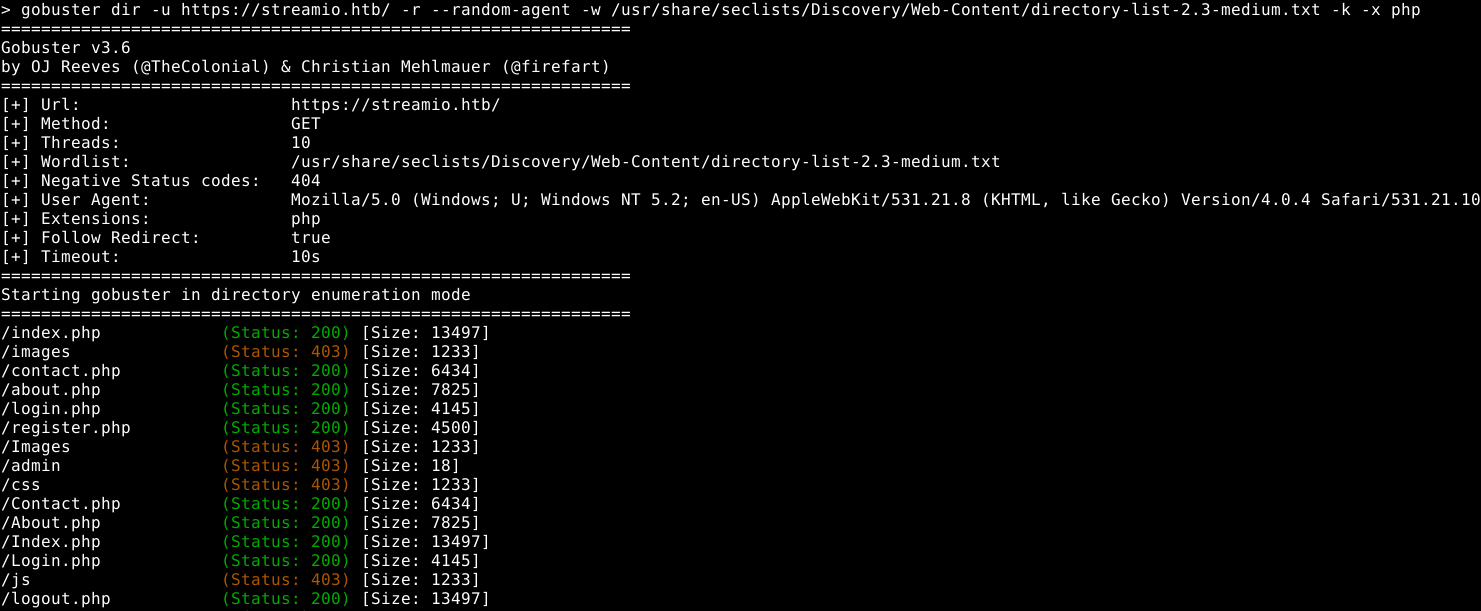 > gobuster dir -u https://streamio.htb/ -r --random-agent -w /usr/share/seclists/Discovery/Web-Content/directory-list-2.3-medium.txt -k -x php
===============================================================
Gobuster v3.6
by OJ Reeves (@TheColonial) & Christian Mehlmauer (@firefart)
===============================================================
[+] Url:                     https://streamio.htb/
[+] Method:                  GET
[+] Threads:                 10
[+] Wordlist:                /usr/share/seclists/Discovery/Web-Content/directory-list-2.3-medium.txt
[+] Negative Status codes:   404
[+] User Agent:              Mozilla/5.0 (Windows; U; Windows NT 5.2; en-US) AppleWebKit/531.21.8 (KHTML, like Gecko) Version/4.0.4 Safari/531.21.10
[+] Extensions:              php
[+] Follow Redirect:         true
[+] Timeout:                 10s
===============================================================
Starting gobuster in directory enumeration mode
===============================================================
/index.php            (Status: 200) [Size: 13497]
/images               (Status: 403) [Size: 1233]
/contact.php          (Status: 200) [Size: 6434]
/about.php            (Status: 200) [Size: 7825]
/login.php            (Status: 200) [Size: 4145]
/register.php         (Status: 200) [Size: 4500]
/Images               (Status: 403) [Size: 1233]
/admin                (Status: 403) [Size: 18]
/css                  (Status: 403) [Size: 1233]
/Contact.php          (Status: 200) [Size: 6434]
/About.php            (Status: 200) [Size: 7825]
/Index.php            (Status: 200) [Size: 13497]
/Login.php            (Status: 200) [Size: 4145]
/js                   (Status: 403) [Size: 1233]
/logout.php           (Status: 200) [Size: 13497]